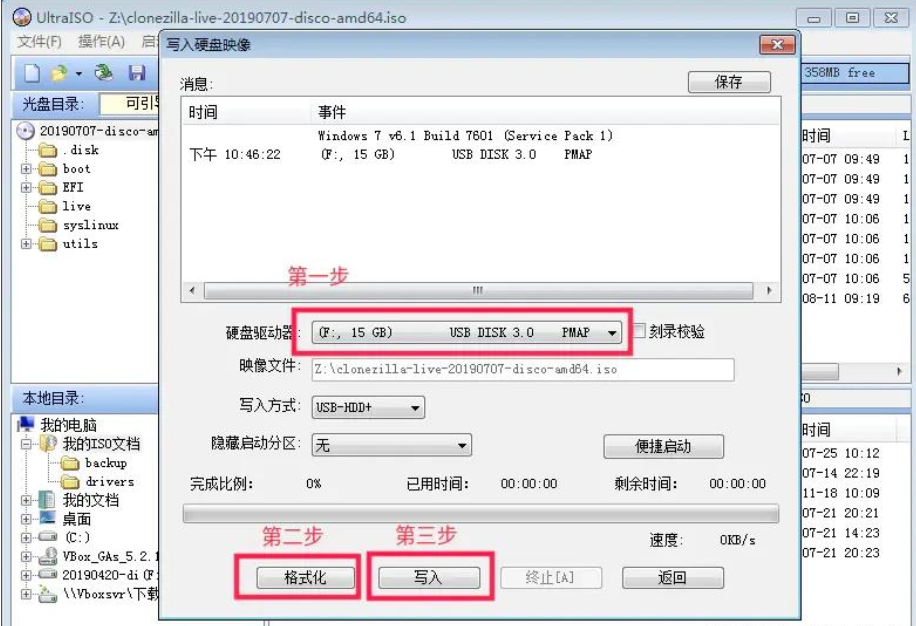 UltraISO - Z:\clonezilla-live-20190707-disco-amd64.iso
文件(F) 操作(A) 启
写入硬盘映像
358MB free
光盘目录: 可引
消息:
保存
时间 事件
Windows 7 v6.1 Build 7601 (Service Pack 1)
下午 10:46:22 (F:, 15 GB) USB DISK 3.0 PMAP
20190707-disco-am
.disk
boot
EFI
live
syslinux
utils
时间 L
07-07 09:49 1
07-07 09:49 1
07-07 09:49 1
07-07 10:06 1
07-07 10:06 1
07-07 10:06 1
07-07 10:06 5
08-11 09:19 6
第一步
硬盘驱动器: (F:, 15 GB) USB DISK 3.0 PMAP 刻录校验
映像文件: Z:\clonezilla-live-20190707-disco-amd64.iso
写入方式: USB-HDD+
隐藏启动分区: 无
便捷启动
完成比例: 0% 已用时间: 00:00:00 剩余时间: 00:00:00
第二步 第三步
速度: 0KB/s
格式化 写入 终止[A] 返回
本地目录:
我的电脑
我的ISO文档
backup
drivers
我的文档
桌面
(C:)
VBox_GAs_5.2.1
20190420-di(F:
\\Vboxsvr\下载
时间
07-25 10:12
07-14 22:19
11-18 10:09
07-21 20:21
07-21 14:23
07-21 20:23